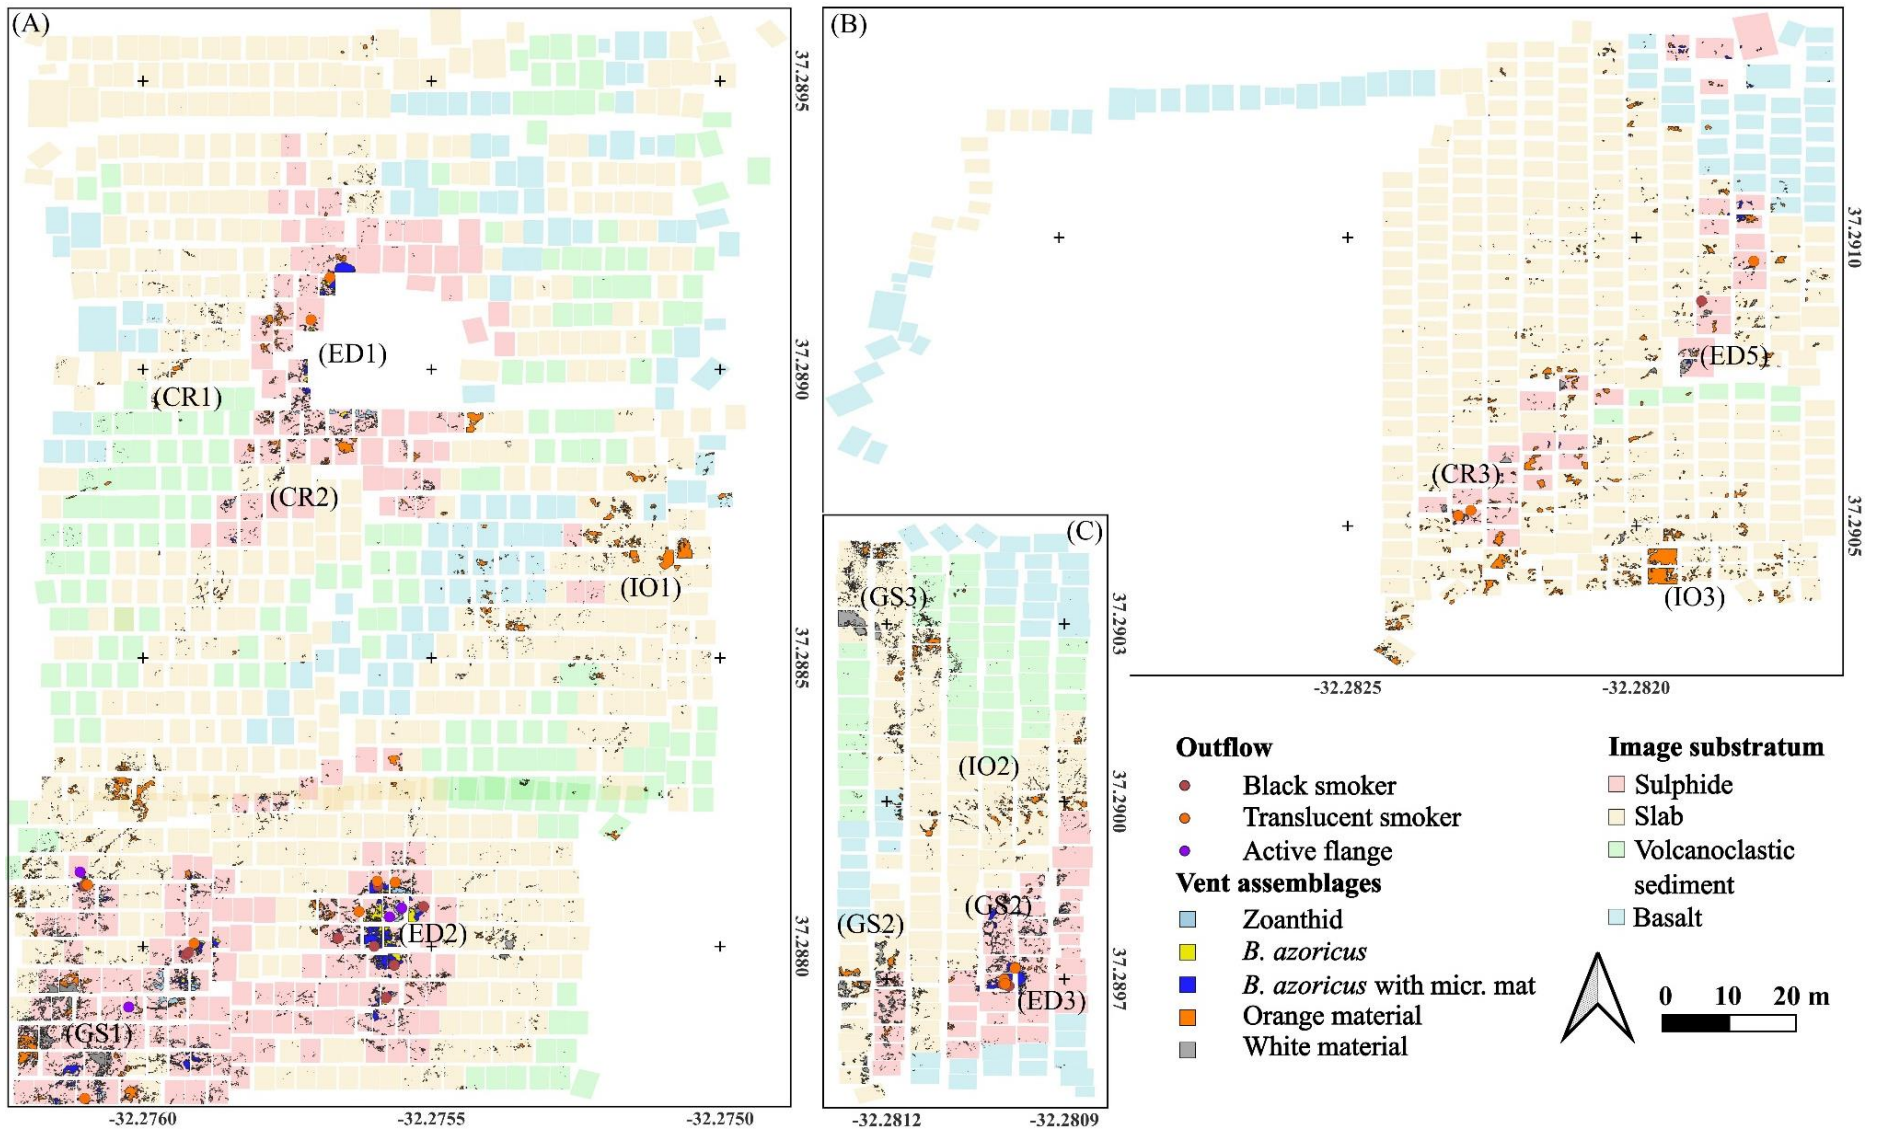 (A)
37.2895
(ED1)
37.2890
(CR1)
(CR2)
(IO1)
37.2885
(ED2)
37.2880
(GS1)
-32.2760
-32.2755
-32.2750
(B)
37.2910
(ED5)
(CR3)
37.2905
(IO3)
-32.2825
-32.2820
(C)
(GS3)
37.2903
(IO2)
37.2900
(GS2)
(GS2)
37.2897
(ED3)
-32.2812
-32.2809
Outflow
Black smoker
Translucent smoker
Active flange
Vent assemblages
Zoanthid
B. azoricus
B. azoricus with micr. mat
Orange material
White material
Image substratum
Sulphide
Slab
Volcanoclastic
sediment
Basalt
0 10 20 m